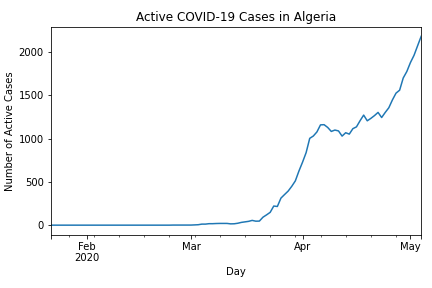 Active COVID-19 Cases in Algeria
Number of Active Cases
2000
1500
1000
500
0
Feb
2020
Mar
Apr
May
Day